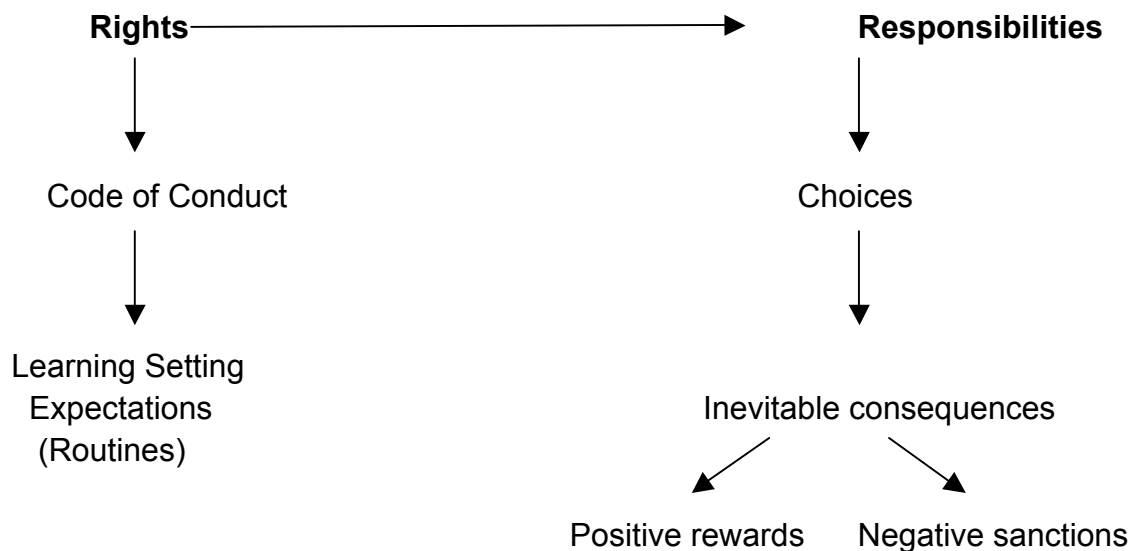 Rights
Responsibilities
Code of Conduct
Choices
Learning Setting
Expectations
(Routines)
Inevitable consequences
Positive rewards
Negative sanctions